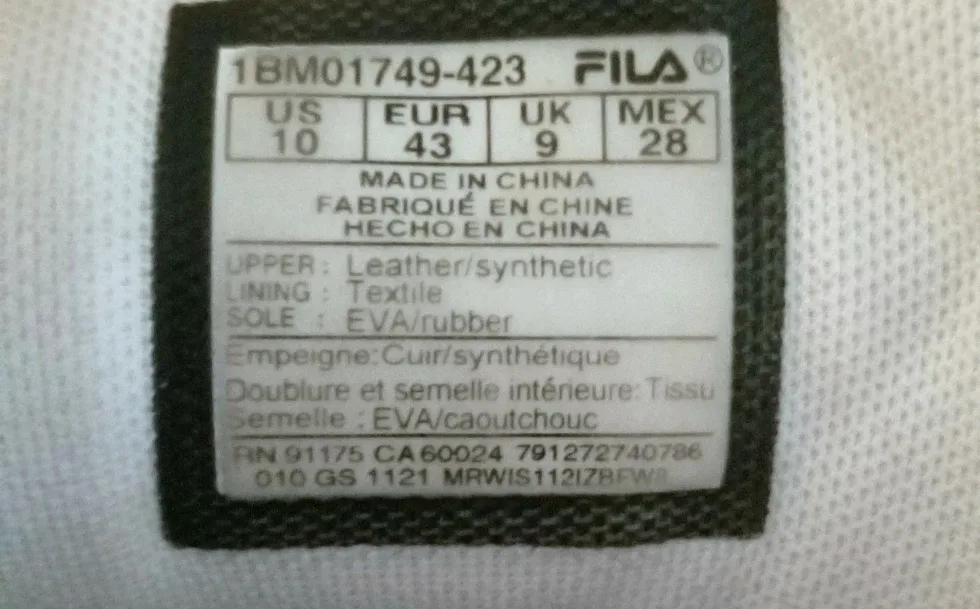 1BM01749-423 FILA®
US EUR UK MEX
10 43 9 28
MADE IN CHINA
FABRIQUÉ EN CHINE
HECHO EN CHINA
UPPER : Leather/synthetic
LINING : Textile
SOLE : EVA/rubber
Empeigne: Cuir/synthétique
Doublure et semelle intérieure: Tissu
Semelle : EVA/caoutchouc
RN 91175 CA 60024 791272740786
010 GS 1121